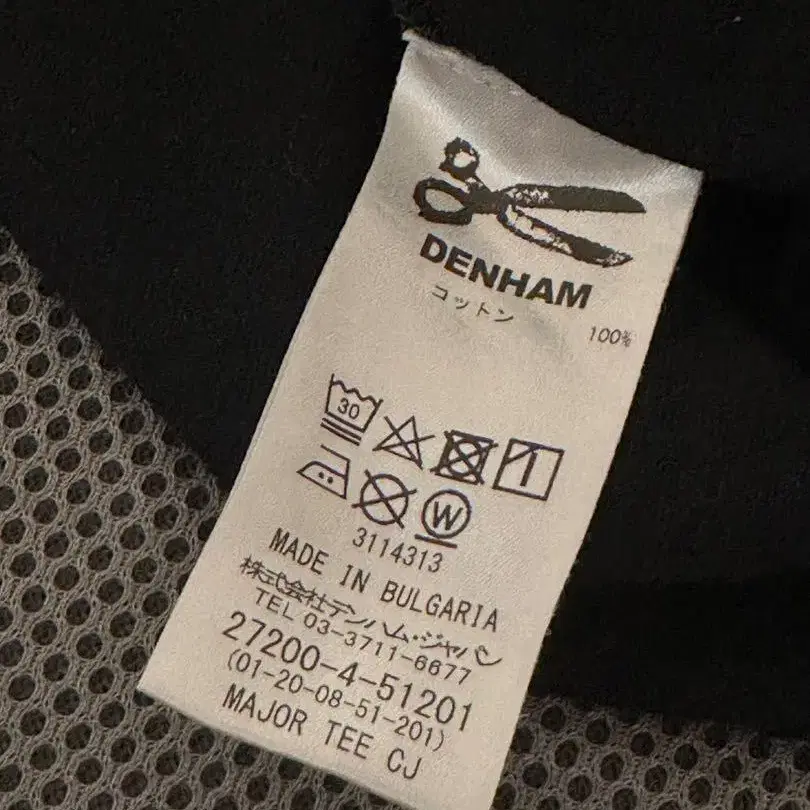 DENHAM
コットン 100%
30
W
3114313
MADE IN BULGARIA
株式会社デンハム・ジャパン
TEL 03-3711-6677
27200-4-51201
(01-20-08-51-201)
MAJOR TEE CJ